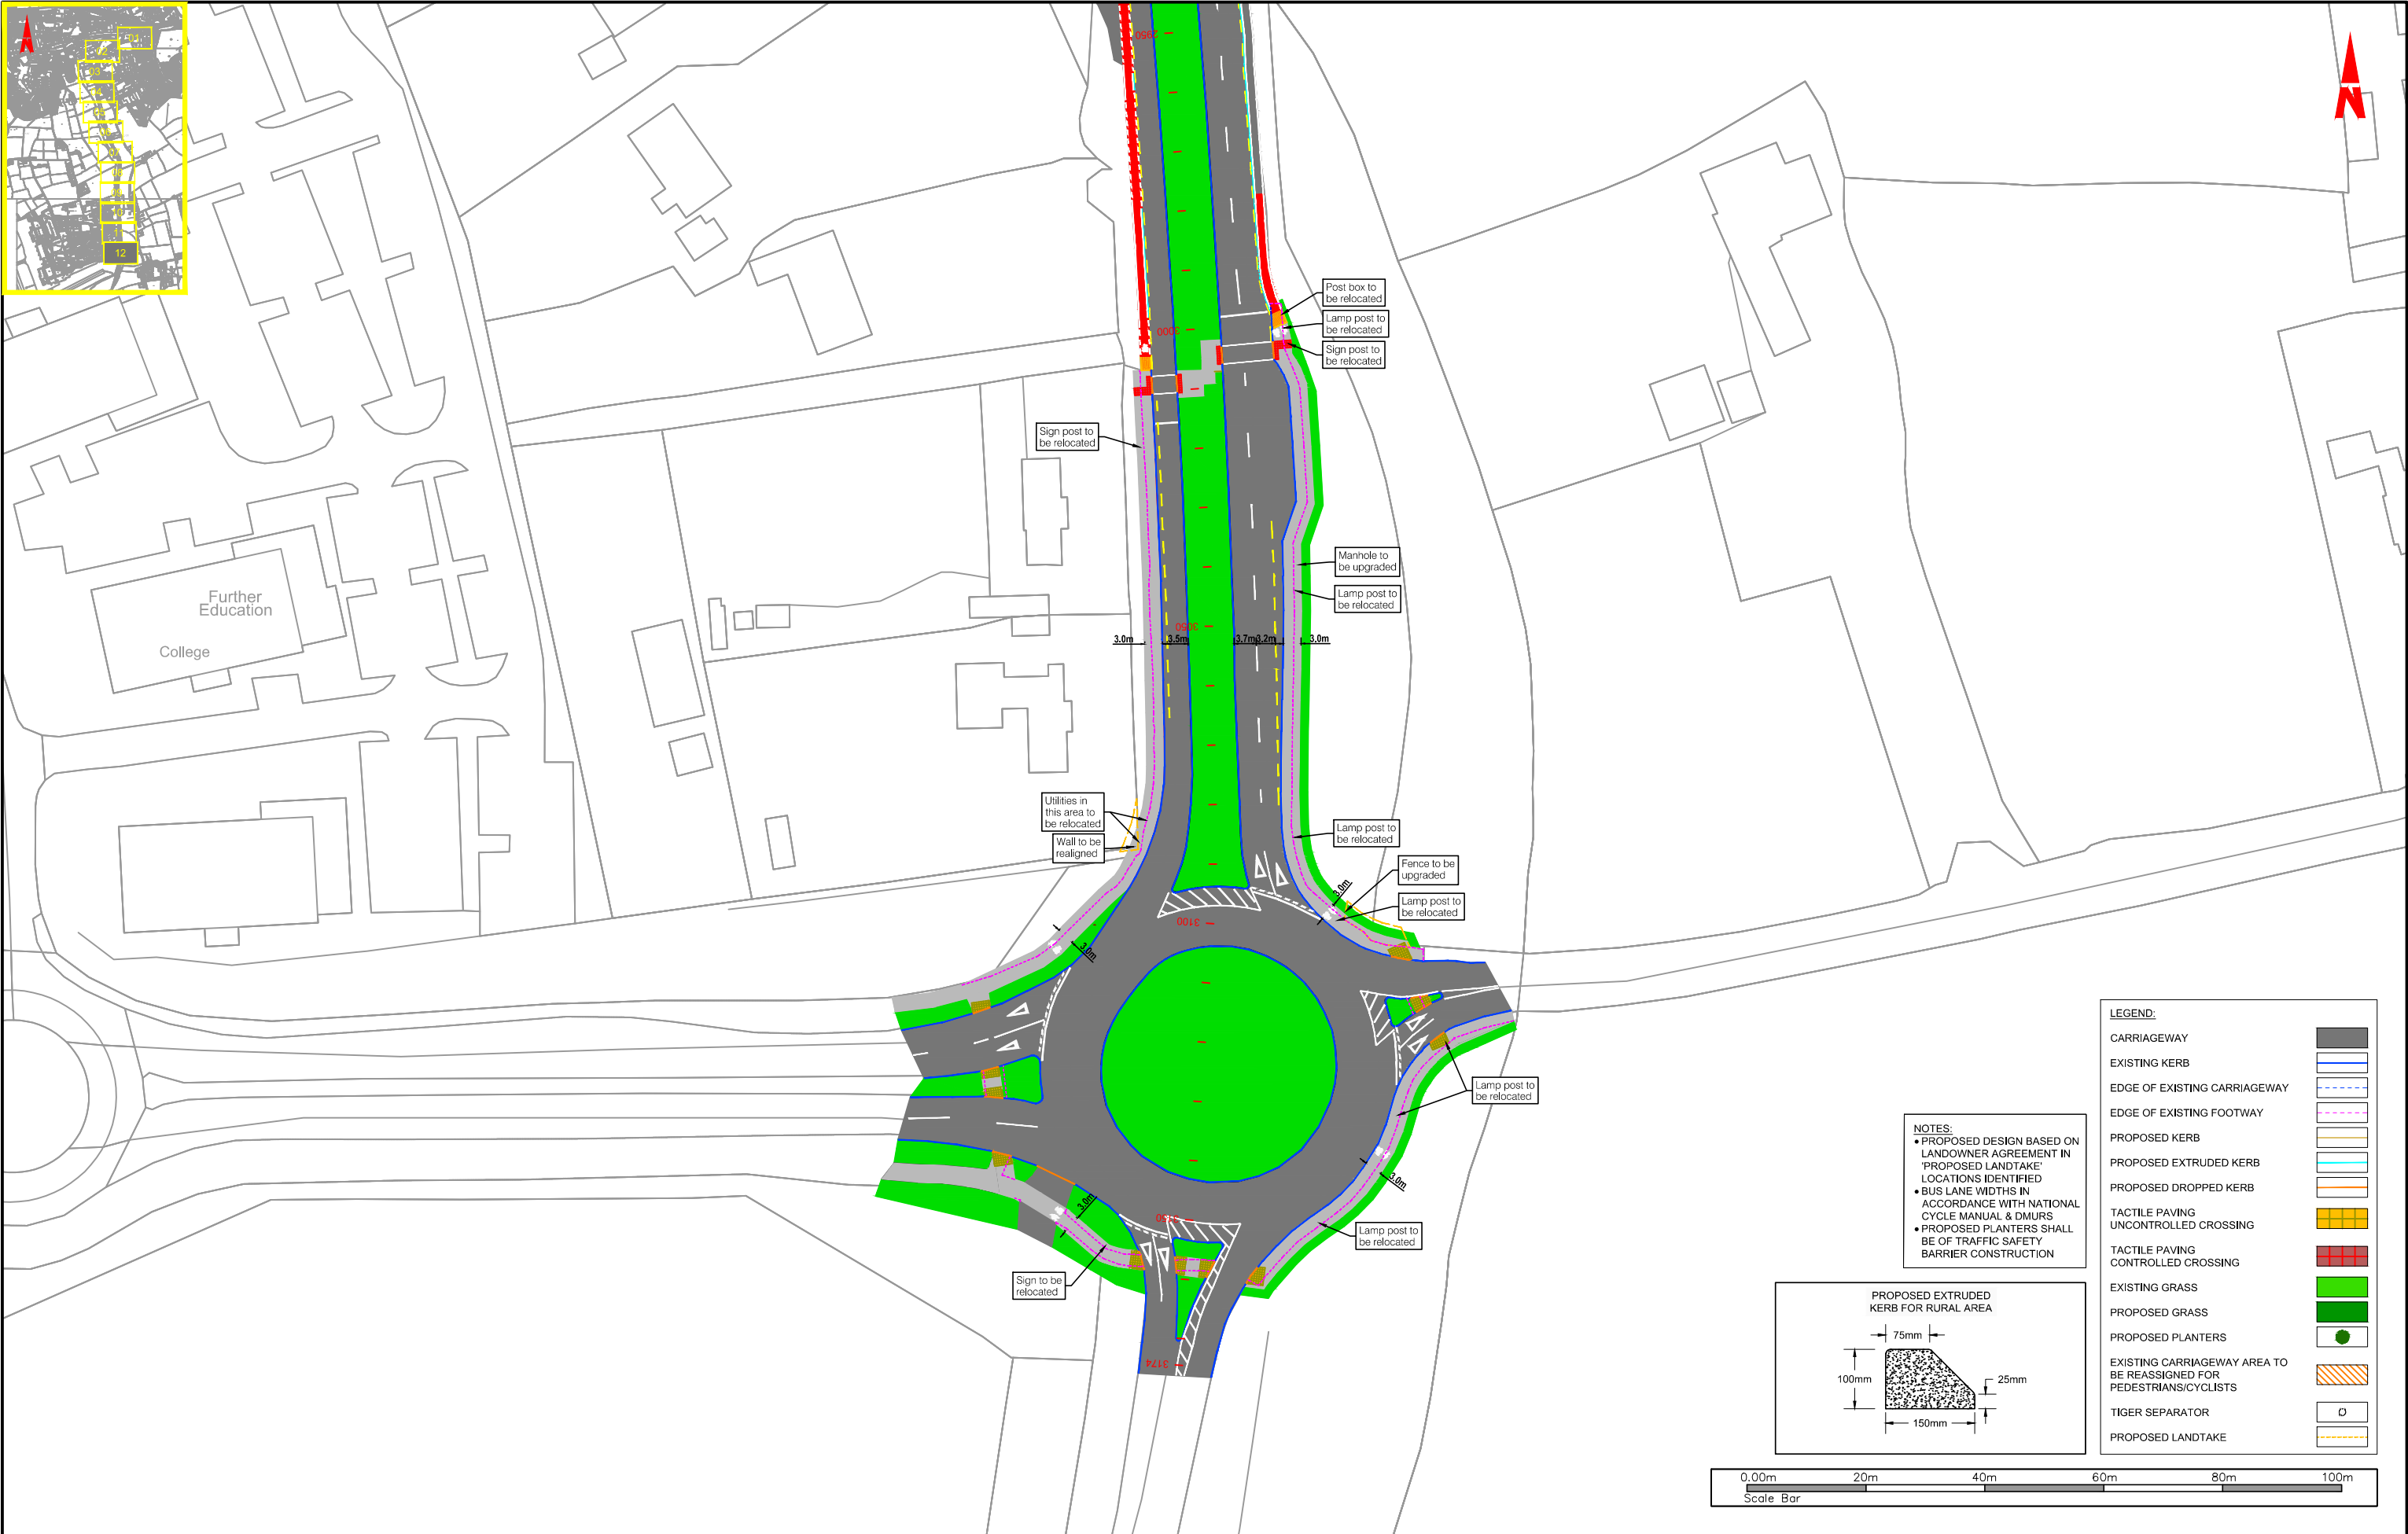 01
02
03
12
N
2950
Post box to
be relocated
Lamp post to
be relocated
3000
Sign post to
be relocated
Sign post to
be relocated
Manhole to
be upgraded
Lamp post to
be relocated
Further
Education
College
3050
3.0m
3.5m
3.7m
3.2m
3.0m
Utilities in
this area to
be relocated
Wall to be
realigned
Lamp post to
be relocated
Fence to be
upgraded
3.0m
Lamp post to
be relocated
3100
3.0m
Lamp post to
be relocated
3.0m
3.0m
3150
Lamp post to
be relocated
Sign to be
relocated
3174
NOTES:
• PROPOSED DESIGN BASED ON
LANDOWNER AGREEMENT IN
'PROPOSED LANDTAKE'
LOCATIONS IDENTIFIED
• BUS LANE WIDTHS IN
ACCORDANCE WITH NATIONAL
CYCLE MANUAL & DMURS
• PROPOSED PLANTERS SHALL
BE OF TRAFFIC SAFETY
BARRIER CONSTRUCTION
PROPOSED EXTRUDED
KERB FOR RURAL AREA
75mm
100mm
25mm
150mm
LEGEND:
CARRIAGEWAY
EXISTING KERB
EDGE OF EXISTING CARRIAGEWAY
EDGE OF EXISTING FOOTWAY
PROPOSED KERB
PROPOSED EXTRUDED KERB
PROPOSED DROPPED KERB
TACTILE PAVING
UNCONTROLLED CROSSING
TACTILE PAVING
CONTROLLED CROSSING
EXISTING GRASS
PROPOSED GRASS
PROPOSED PLANTERS
EXISTING CARRIAGEWAY AREA TO
BE REASSIGNED FOR
PEDESTRIANS/CYCLISTS
TIGER SEPARATOR
PROPOSED LANDTAKE
0.00m 20m 40m 60m 80m 100m
Scale Bar